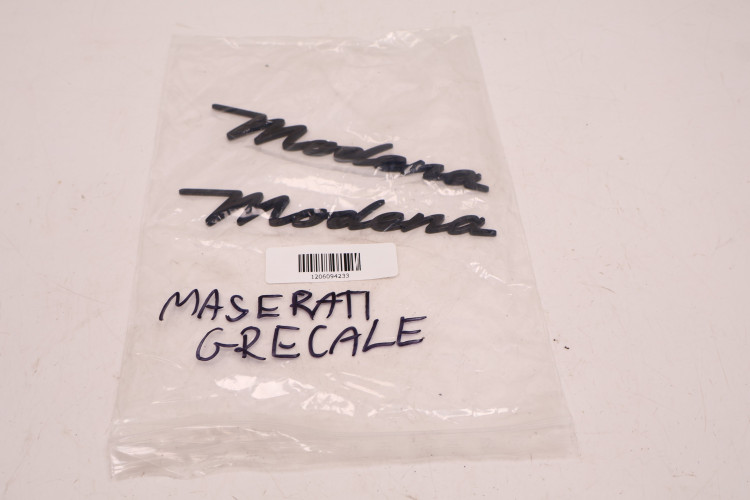 Modena
Modena
1206094233
MASERATI
GRECALE